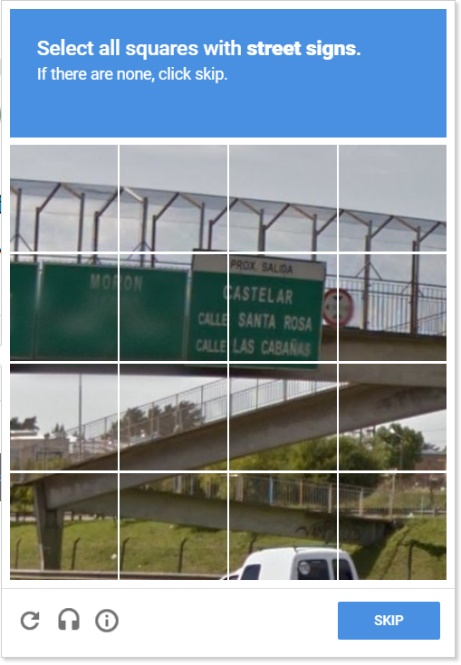 Select all squares with street signs.
If there are none, click skip.
MORON
PROX. SALIDA
CASTELAR
CALLE SANTA ROSA
CALLE LAS CABAÑAS
SKIP